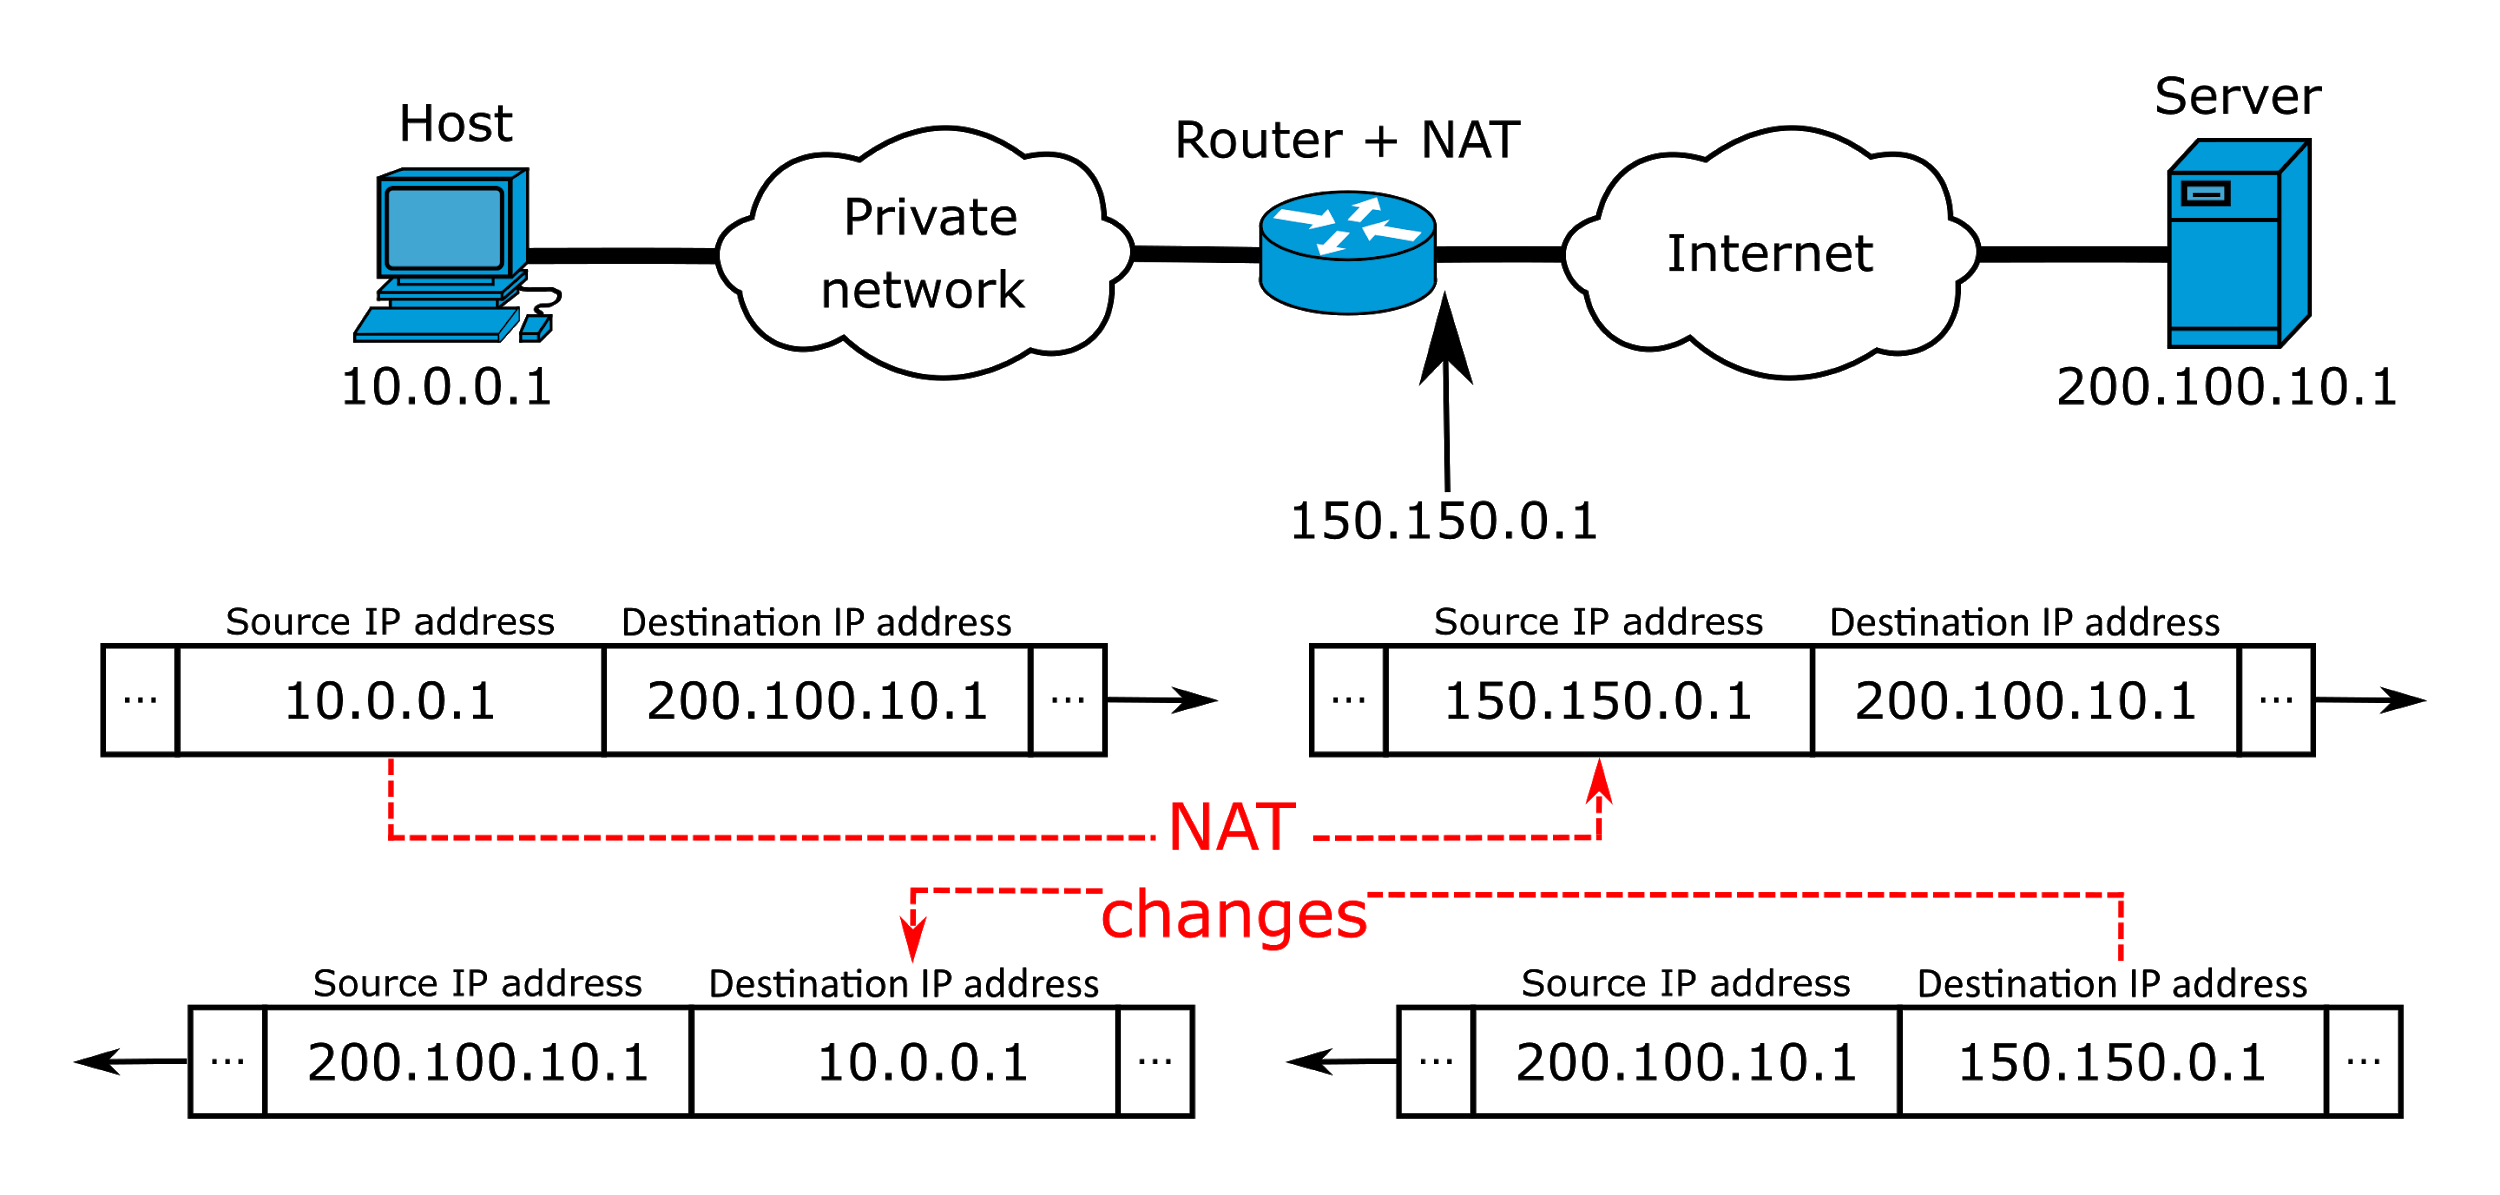 Host
Private
network
Router + NAT
Internet
Server
10.0.0.1
200.100.10.1
150.150.0.1
Source IP address Destination IP address
... 10.0.0.1 200.100.10.1 ...
Source IP address Destination IP address
... 150.150.0.1 200.100.10.1 ...
NAT
changes
Source IP address Destination IP address
... 200.100.10.1 10.0.0.1 ...
Source IP address Destination IP address
... 200.100.10.1 150.150.0.1 ...